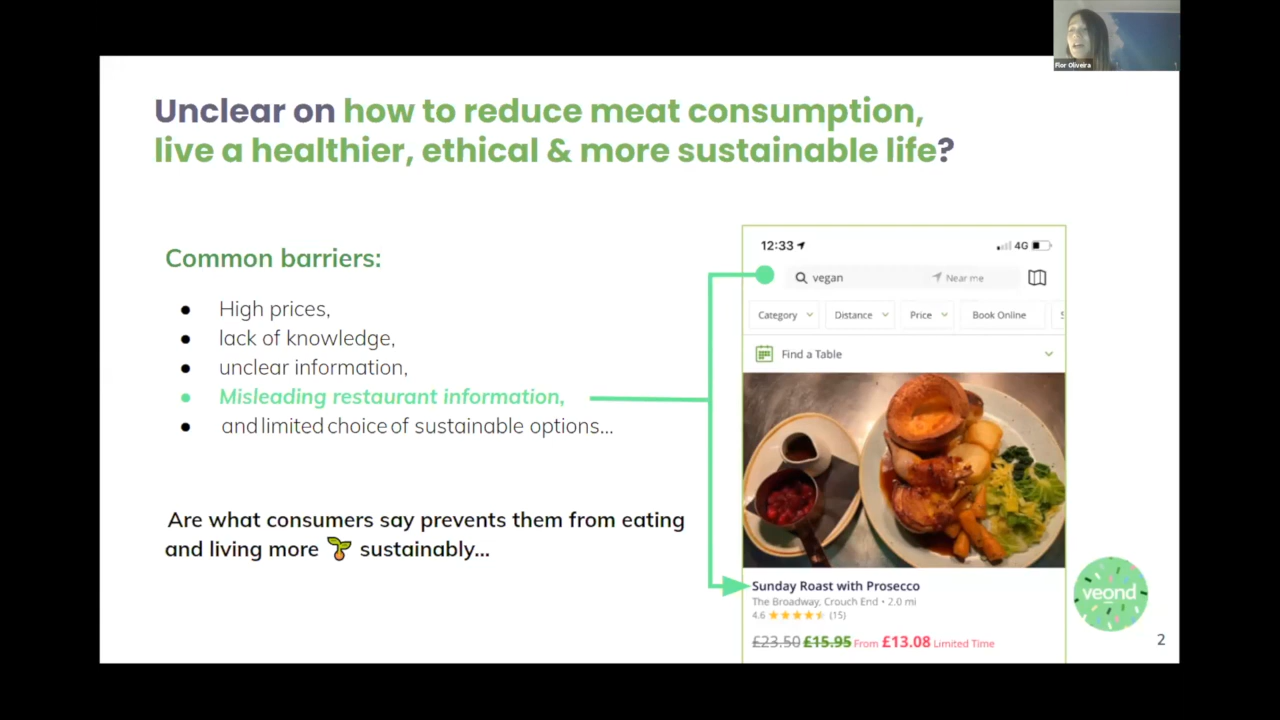 Flor Oliveira
Unclear on how to reduce meat consumption,
live a healthier, ethical & more sustainable life?
Common barriers:
● High prices,
● lack of knowledge,
● unclear information,
● Misleading restaurant information,
● and limited choice of sustainable options...
Are what consumers say prevents them from eating
and living more 🌱 sustainably...
12:33 4G
vegan Near me
Category Distance Price Book Online
Find a Table
Sunday Roast with Prosecco
The Broadway, Crouch End • 2.0 mi
4.6 ★★★★★ (15)
£23.50 £15.95 From £13.08 Limited Time
veond
2